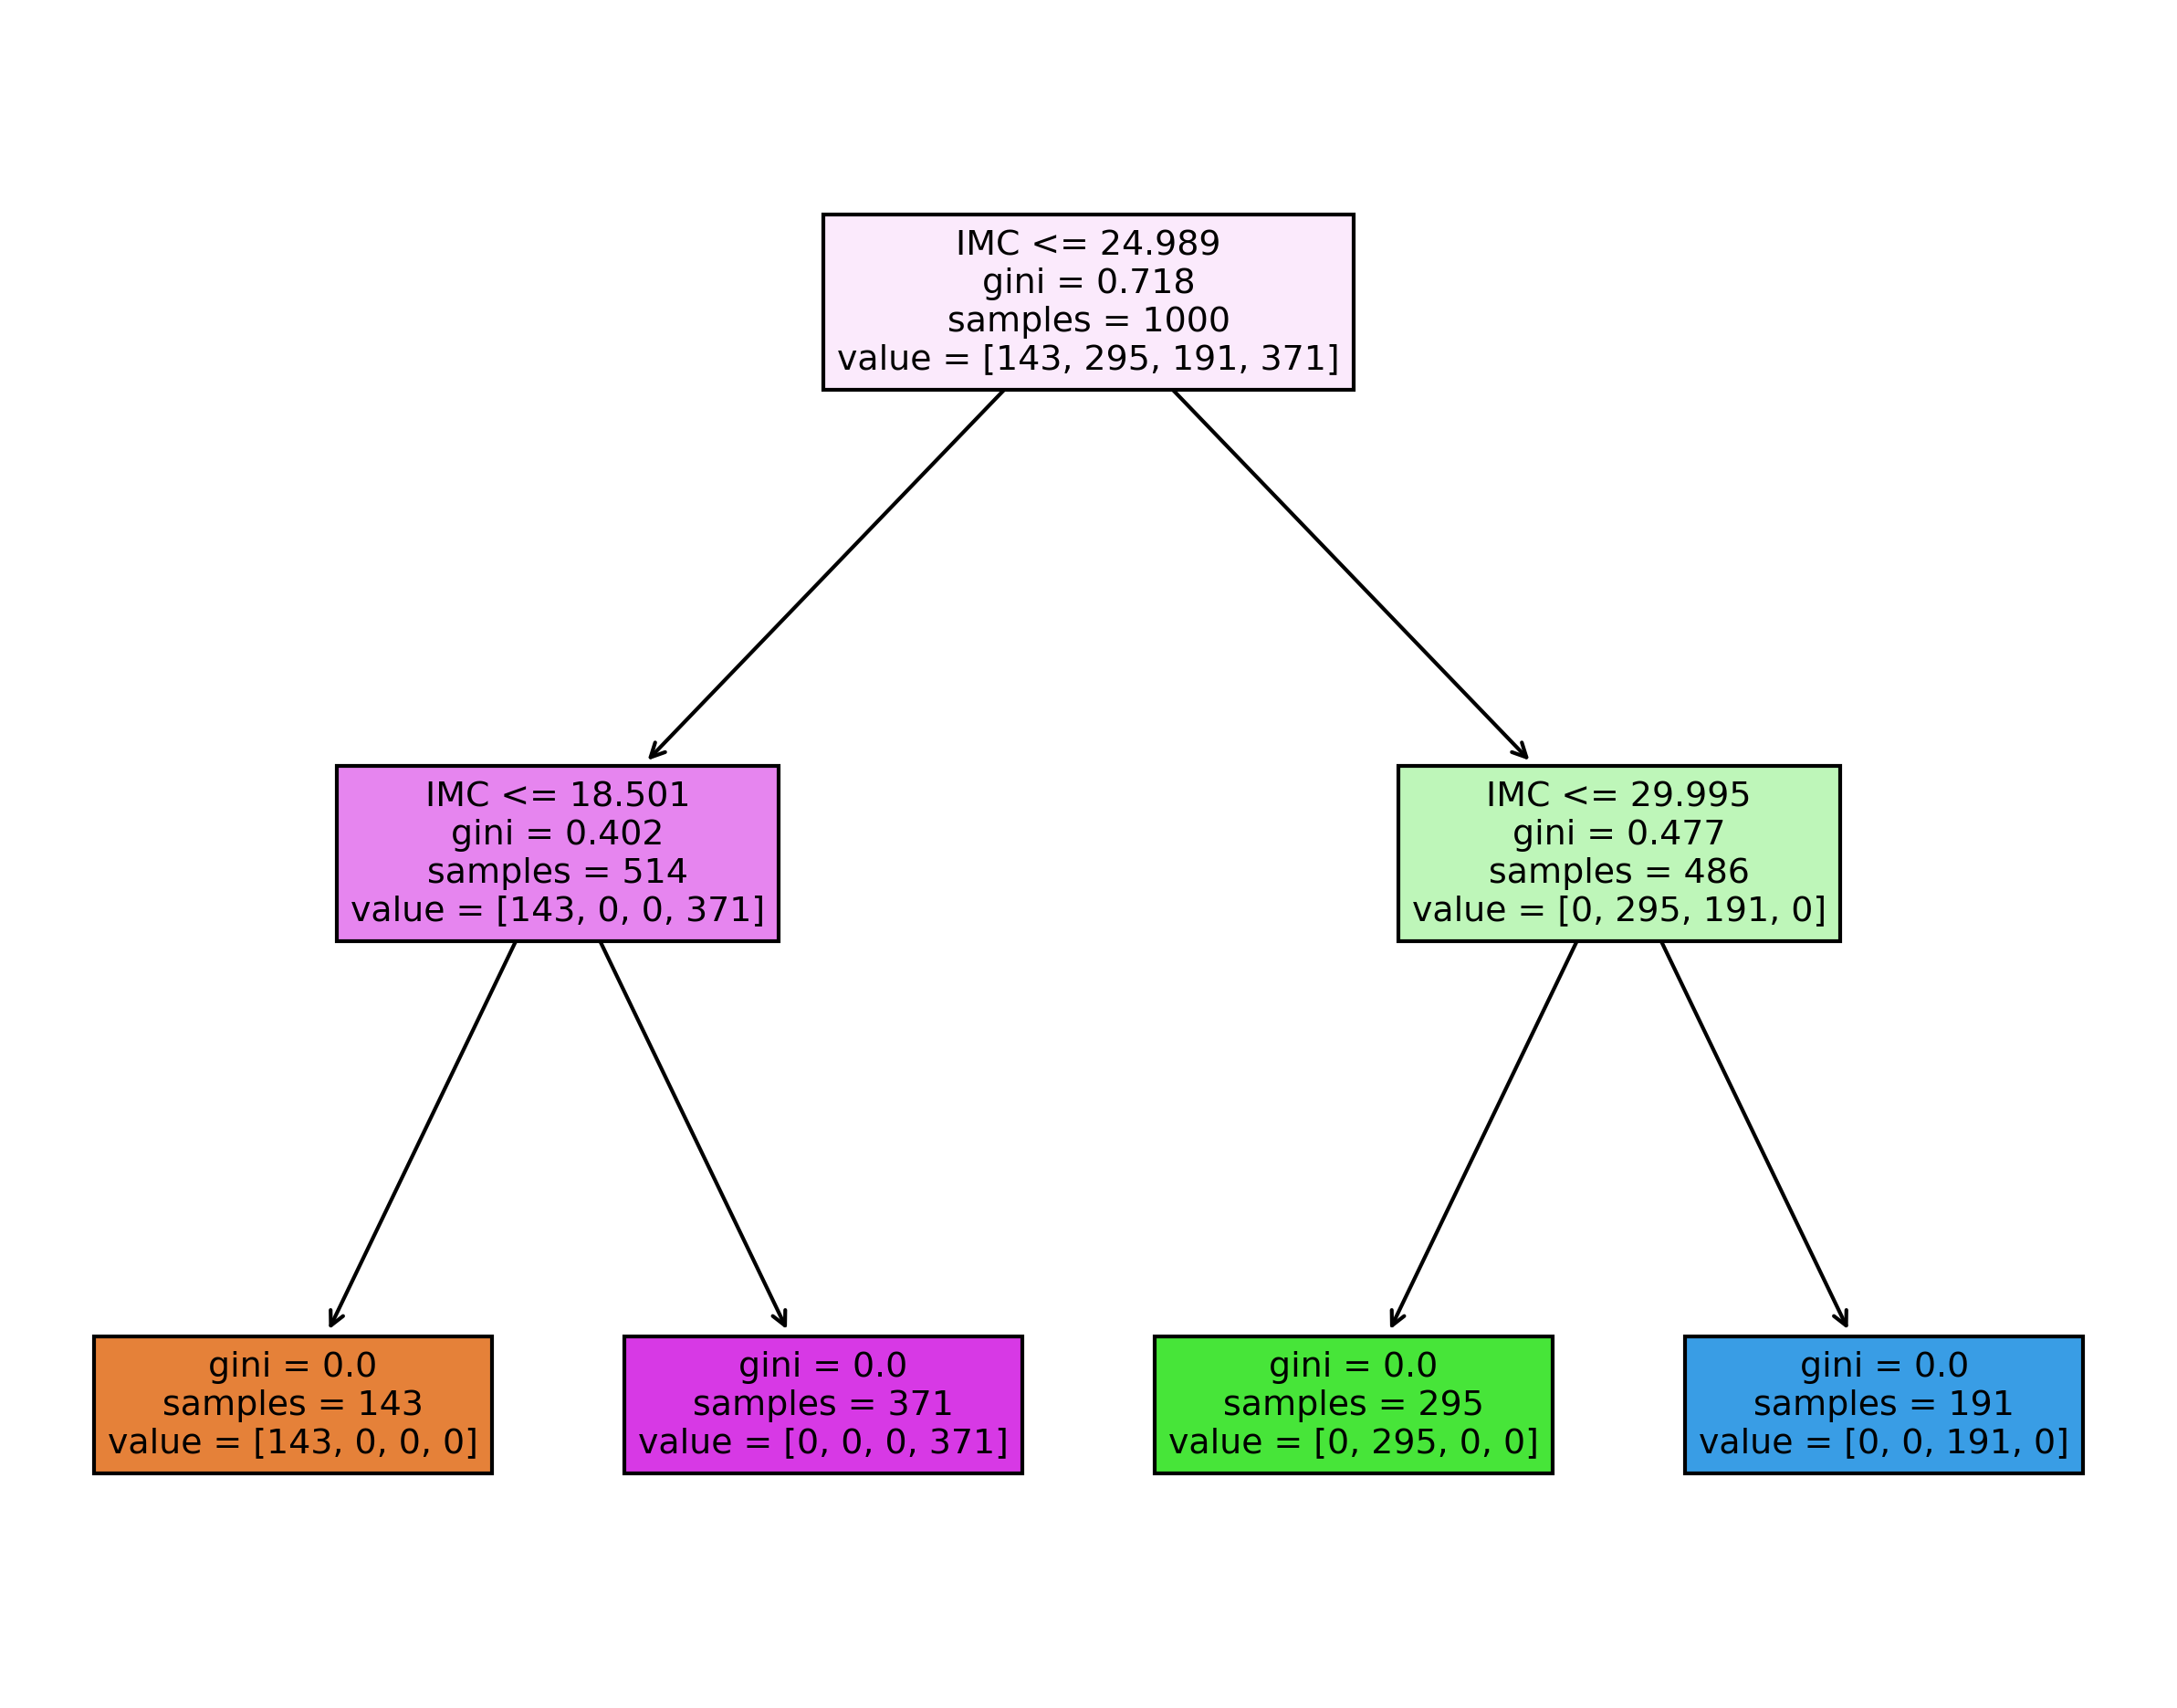 IMC <= 24.989
gini = 0.718
samples = 1000
value = [143, 295, 191, 371]
IMC <= 18.501
gini = 0.402
samples = 514
value = [143, 0, 0, 371]
IMC <= 29.995
gini = 0.477
samples = 486
value = [0, 295, 191, 0]
gini = 0.0
samples = 143
value = [143, 0, 0, 0]
gini = 0.0
samples = 371
value = [0, 0, 0, 371]
gini = 0.0
samples = 295
value = [0, 295, 0, 0]
gini = 0.0
samples = 191
value = [0, 0, 191, 0]